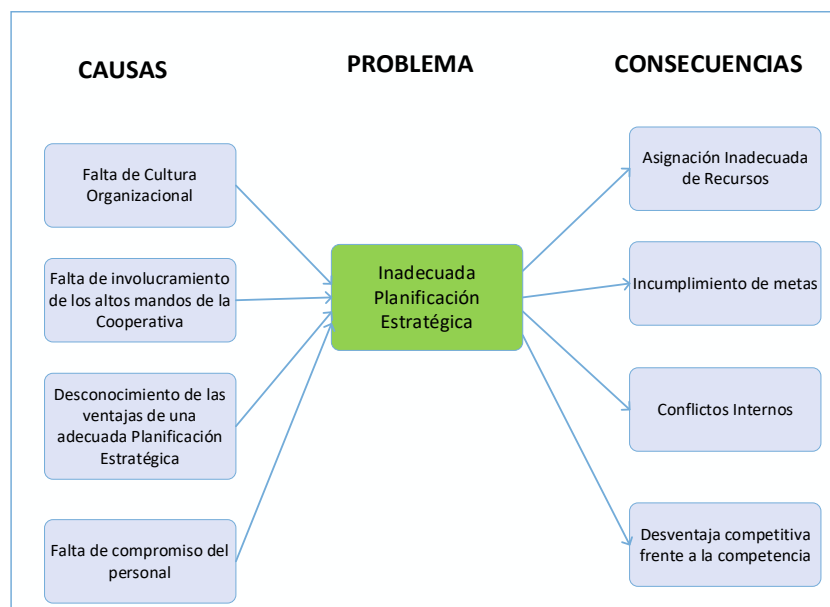 CAUSAS
PROBLEMA
CONSECUENCIAS
Falta de Cultura
Organizacional
Falta de involucramiento
de los altos mandos de la
Cooperativa
Desconocimiento de las
ventajas de una
adecuada Planificación
Estratégica
Falta de compromiso del
personal
Inadecuada
Planificación
Estratégica
Asignación Inadecuada
de Recursos
Incumplimiento de metas
Conflictos Internos
Desventaja competitiva
frente a la competencia